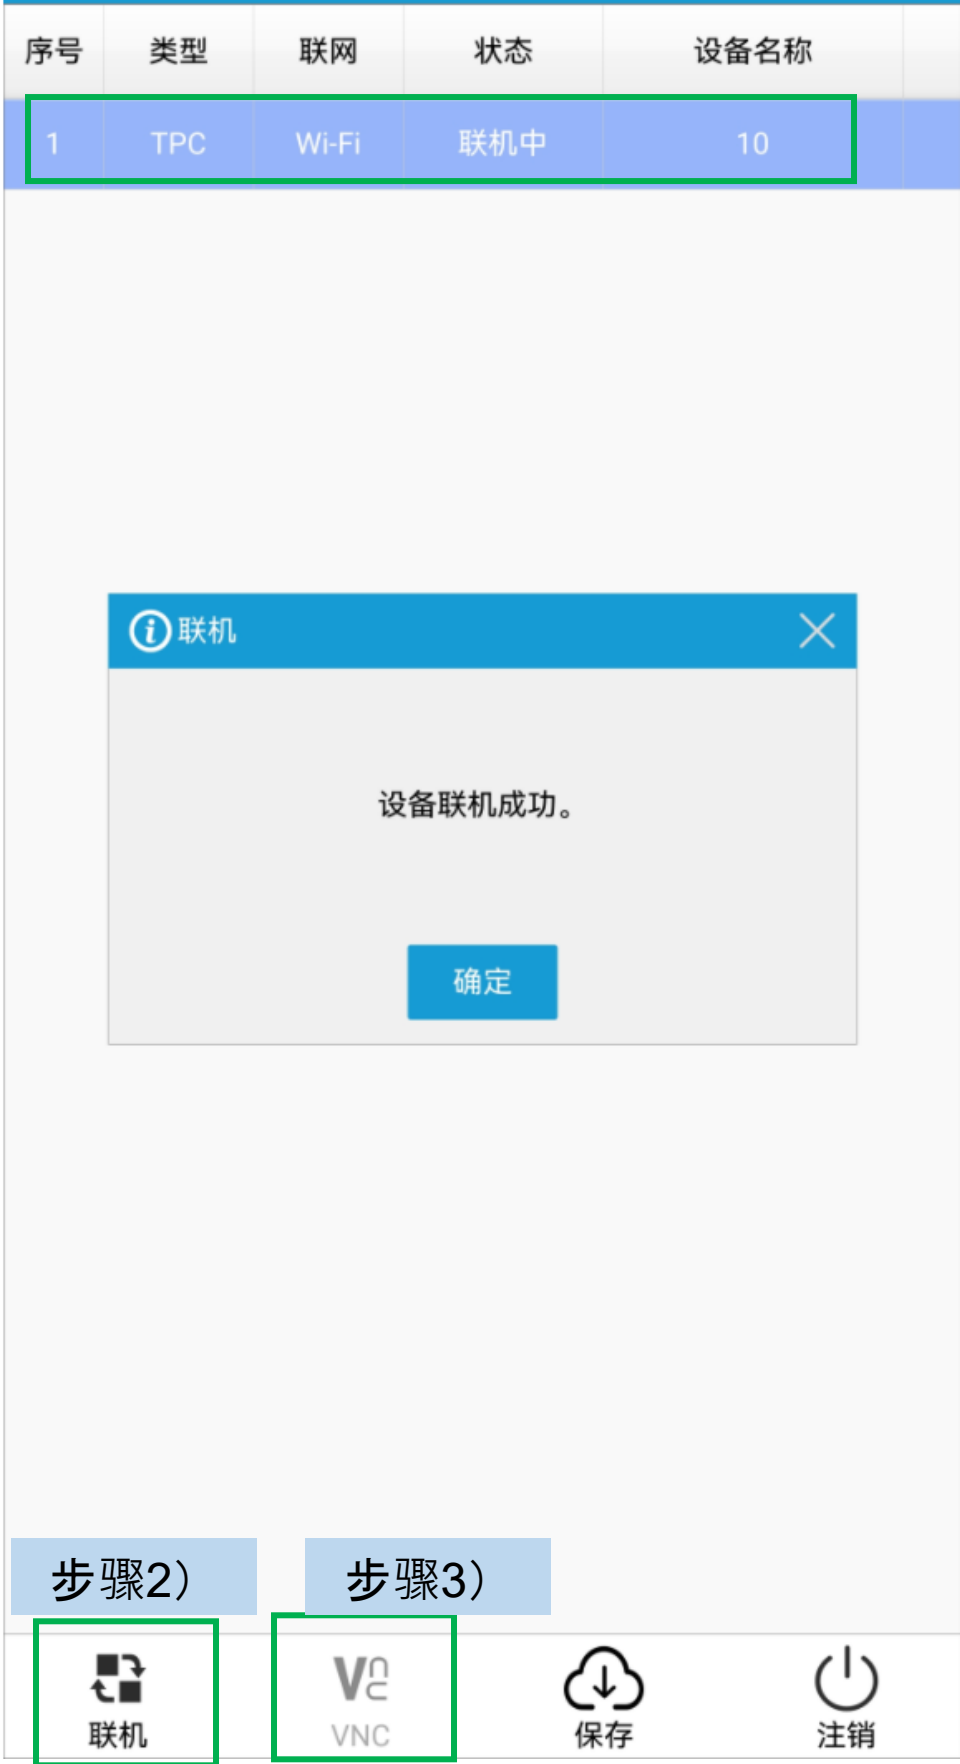 序号 类型 联网 状态 设备名称
1 TPC Wi-Fi 联机中 10
联机
设备联机成功。
确定
步骤2） 步骤3）
VNC
联机 VNC 保存 注销